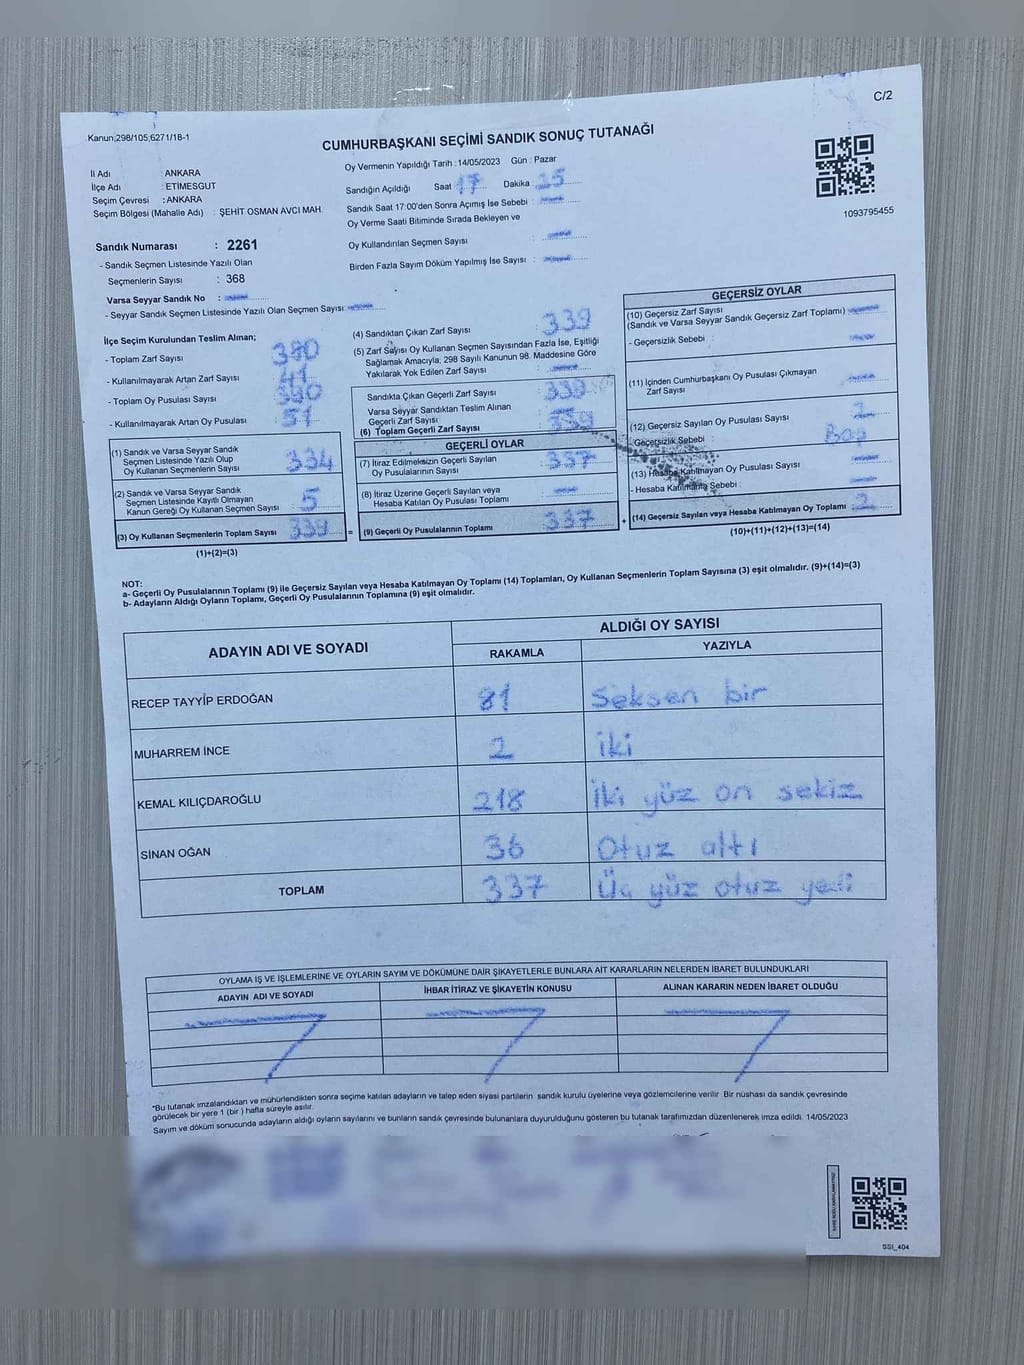 C/2
Kanun;298/105,6271/18-1
CUMHURBAŞKANI SEÇİMİ SANDIK SONUÇ TUTANAĞI
İl Adı : ANKARA
İlçe Adı : ETİMESGUT
Seçim Çevresi : ANKARA
Seçim Bölgesi (Mahalle Adı) : ŞEHİT OSMAN AVCI MAH.
Oy Vermenin Yapıldığı Tarih :14/05/2023 Gün : Pazar
Sandığın Açıldığı Saat 17 Dakika : 25
Sandık Saat 17:00'den Sonra Açımış İse Sebebi :
Oy Verme Saati Bitiminde Sırada Bekleyen ve
Oy Kullandırılan Seçmen Sayısı :
Birden Fazla Sayım Döküm Yapılmış İse Sayısı :
1093795455
Sandık Numarası : 2261
- Sandık Seçmen Listesinde Yazılı Olan
Seçmenlerin Sayısı : 368
Varsa Seyyar Sandık No :
- Seyyar Sandık Seçmen Listesinde Yazılı Olan Seçmen Sayısı:
İlçe Seçim Kurulundan Teslim Alınan;
- Toplam Zarf Sayısı
- Kullanılmayarak Artan Zarf Sayısı
- Toplam Oy Pusulası Sayısı
- Kullanılmayarak Artan Oy Pusulası
(1) Sandık ve Varsa Seyyar Sandık
Seçmen Listesinde Yazılı Olup
Oy Kullanan Seçmenlerin Sayısı : 334
(2) Sandık ve Varsa Seyyar Sandık
Seçmen Listesinde Kayıtlı Olmayan
Kanun Gereği Oy Kullanan Seçmen Sayısı : 5
(3) Oy Kullanan Seçmenlerin Toplam Sayısı 339 =
(1)+(2)=(3)
(4) Sandıktan Çıkan Zarf Sayısı : 339
(5) Zarf Sayısı Oy Kullanan Seçmen Sayısından Fazla İse, Eşitliği
Sağlamak Amacıyla; 298 Sayılı Kanunun 98. Maddesine Göre
Yakılarak Yok Edilen Zarf Sayısı :
Sandıkta Çıkan Geçerli Zarf Sayısı : 339
Varsa Seyyar Sandıktan Teslim Alınan
Geçerli Zarf Sayısı
(6) Toplam Geçerli Zarf Sayısı : 339
GEÇERLİ OYLAR
(7) İtiraz Edilmeksizin Geçerli Sayılan
Oy Pusulalarının Sayısı : 337
(8) İtiraz Üzerine Geçerli Sayılan veya
Hesaba Katılan Oy Pusulası Toplamı :
(9) Geçerli Oy Pusulalarının Toplamı : 337 +
GEÇERSİZ OYLAR
(10) Geçersiz Zarf Sayısı
(Sandık ve Varsa Seyyar Sandık Geçersiz Zarf Toplamı)
- Geçersizlik Sebebi :
(11) İçinden Cumhurbaşkanı Oy Pusulası Çıkmayan
Zarf Sayısı :
(12) Geçersiz Sayılan Oy Pusulası Sayısı : 2
- Geçersizlik Sebebi : Boş
(13) Hesaba Katılmayan Oy Pusulası Sayısı :
- Hesaba Katılmama Sebebi :
(14) Geçersiz Sayılan veya Hesaba Katılmayan Oy Toplamı : 2
(10)+(11)+(12)+(13)=(14)
NOT:
a- Geçerli Oy Pusulalarının Toplamı (9) ile Geçersiz Sayılan veya Hesaba Katılmayan Oy Toplamı (14) Toplamları, Oy Kullanan Seçmenlerin Toplam Sayısına (3) eşit olmalıdır. (9)+(14)=(3)
b- Adayların Aldığı Oyların Toplamı, Geçerli Oy Pusulalarının Toplamına (9) eşit olmalıdır.
ADAYIN ADI VE SOYADI ALDIĞI OY SAYISI
RAKAMLA YAZIYLA
RECEP TAYYİP ERDOĞAN 81 Seksen bir
MUHARREM İNCE 2 iki
KEMAL KILIÇDAROĞLU 218 İki yüz on sekiz
SİNAN OĞAN 36 Otuz altı
TOPLAM 337 Üç yüz otuz yedi
OYLAMA İŞ VE İŞLEMLERİNE VE OYLARIN SAYIM VE DÖKÜMÜNE DAİR ŞİKAYETLERLE BUNLARA AİT KARARLARIN NELERDEN İBARET BULUNDUKLARI
ADAYIN ADI VE SOYADI İHBAR İTİRAZ VE ŞİKAYETİN KONUSU ALINAN KARARIN NEDEN İBARET OLDUĞU
*Bu tutanak imzalandıktan ve mühürlendikten sonra seçime katılan adayların ve talep eden siyasi partilerin sandık kurulu üyelerine veya gözlemcilerine verilir. Bir nüshası da sandık çevresinde
görülecek bir yere 1 (bir ) hafta süreyle asılır.
Sayım ve döküm sonucunda adayların aldığı oyların sayılarını ve bunların sandık çevresinde bulunanlara duyurulduğunu gösteren bu tutanak tarafımızdan düzenlenerek imza edildi. 14/05/2023
SSI_404